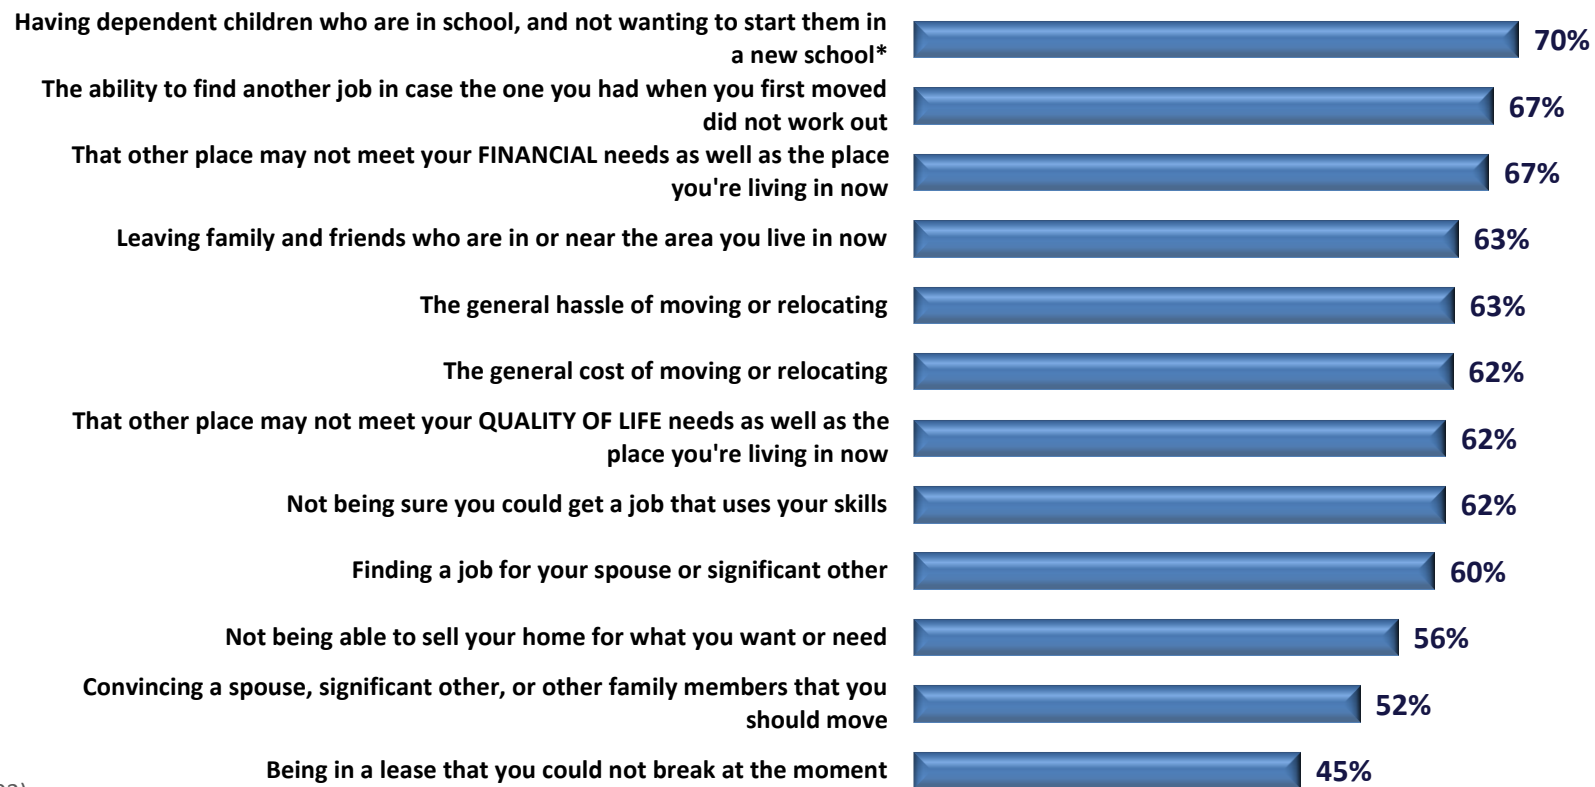 Having dependent children who are in school, and not wanting to start them in
a new school*
70%
The ability to find another job in case the one you had when you first moved
did not work out
67%
That other place may not meet your FINANCIAL needs as well as the place
you're living in now
67%
Leaving family and friends who are in or near the area you live in now
63%
The general hassle of moving or relocating
63%
The general cost of moving or relocating
62%
That other place may not meet your QUALITY OF LIFE needs as well as the
place you're living in now
62%
Not being sure you could get a job that uses your skills
62%
Finding a job for your spouse or significant other
60%
Not being able to sell your home for what you want or need
56%
Convincing a spouse, significant other, or other family members that you
should move
52%
Being in a lease that you could not break at the moment
45%